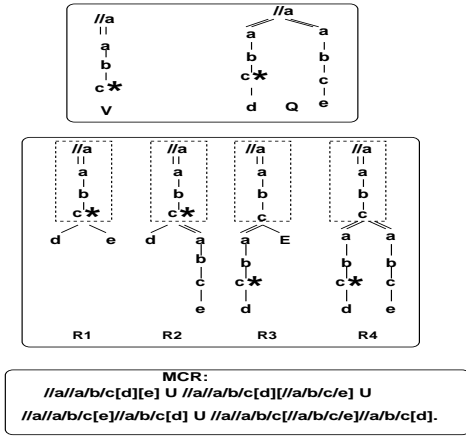 //a //a
a a a
b b b
c* c* c
V d Q e
//a //a //a //a
a a a a
b b b b
c* c* c c
d e d a a E a a
b b b b
c c* c* c
e d d e
R1 R2 R3 R4
MCR:
//a//a/b/c[d][e] U //a//a/b/c[d][//a/b/c/e] U
//a//a/b/c[e]//a/b/c[d] U //a//a/b/c[//a/b/c/e]//a/b/c[d].